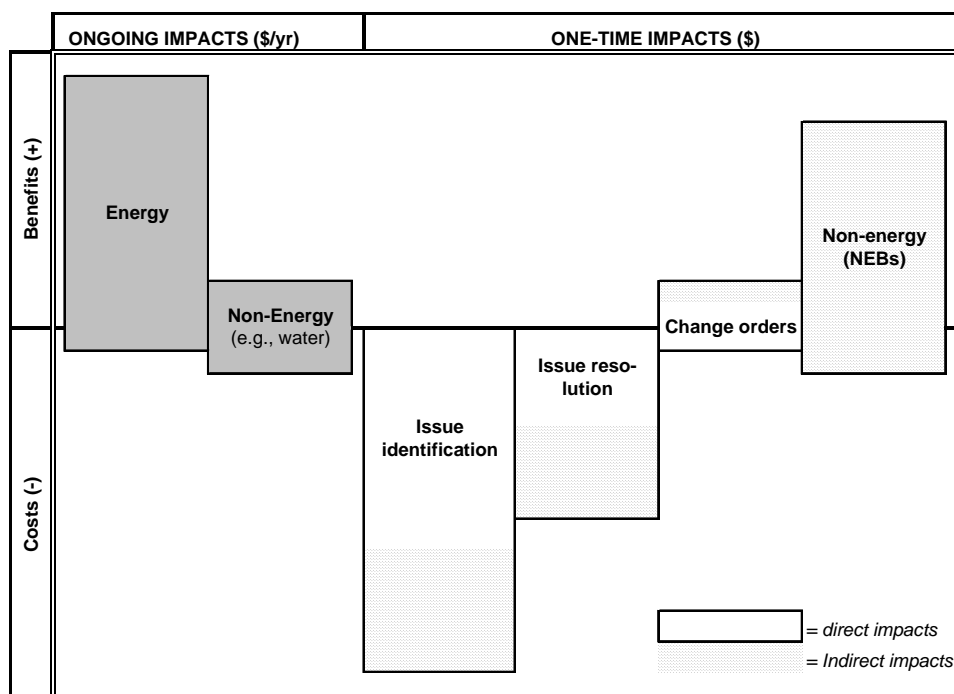 ONGOING IMPACTS ($/yr)
ONE-TIME IMPACTS ($)
Benefits (+)
Energy
Non-energy
(NEBs)
Non-Energy
(e.g., water)
Change orders
Issue reso-
lution
Issue
identification
Costs (-)
= direct impacts
= Indirect impacts